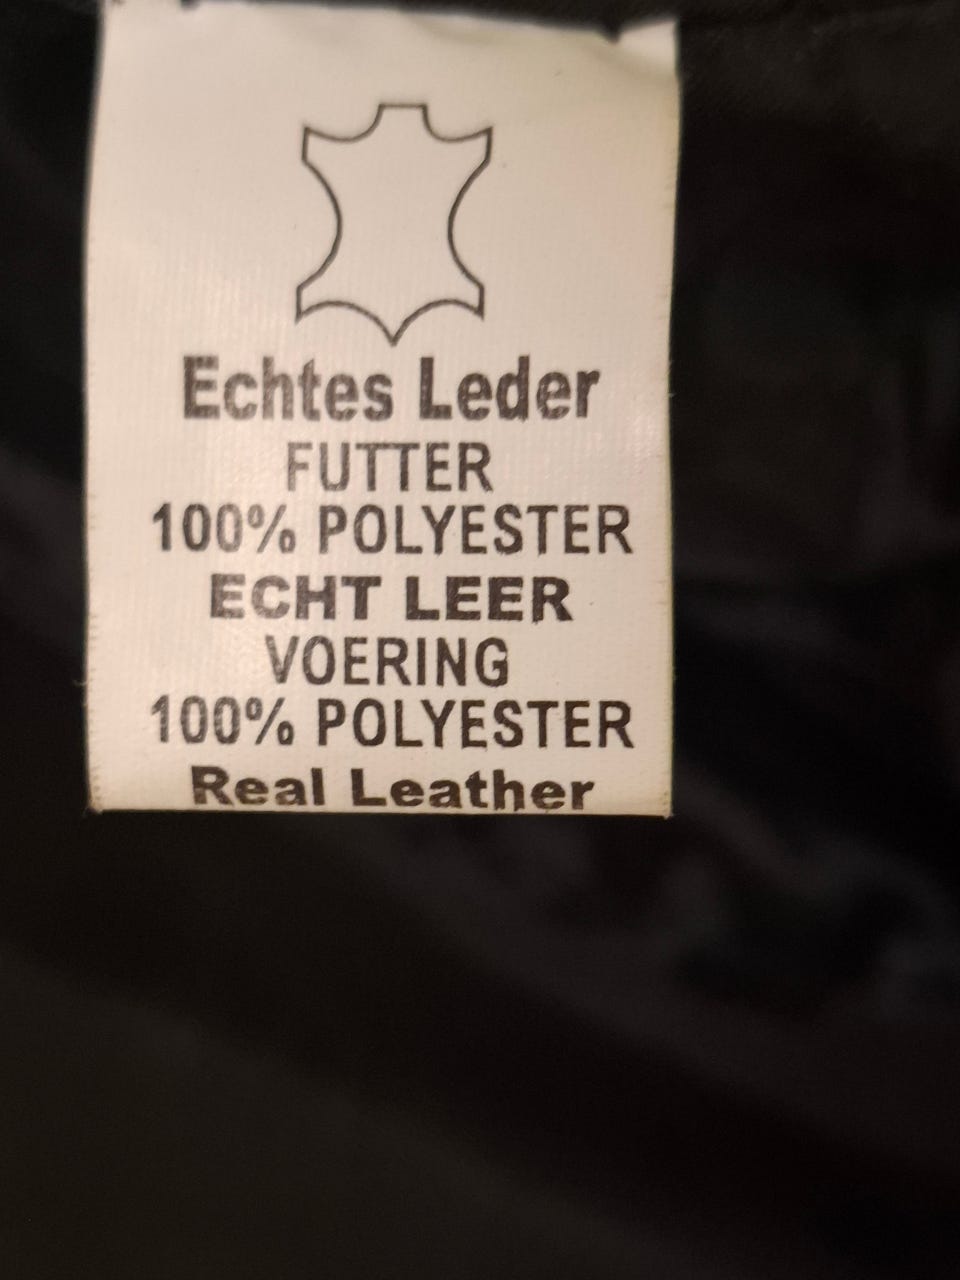 Echtes Leder
FUTTER
100% POLYESTER
ECHT LEER
VOERING
100% POLYESTER
Real Leather